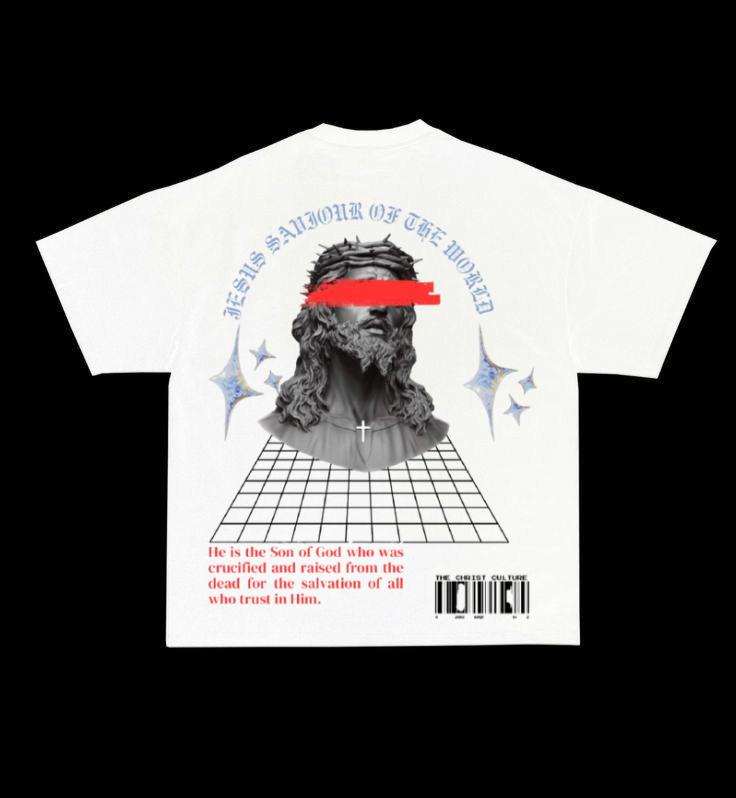 JESUS SAVIOUR OF THE WORLD
He is the Son of God who was
crucified and raised from the
dead for the salvation of all
who trust in Him.
THE CHRIST CULTURE